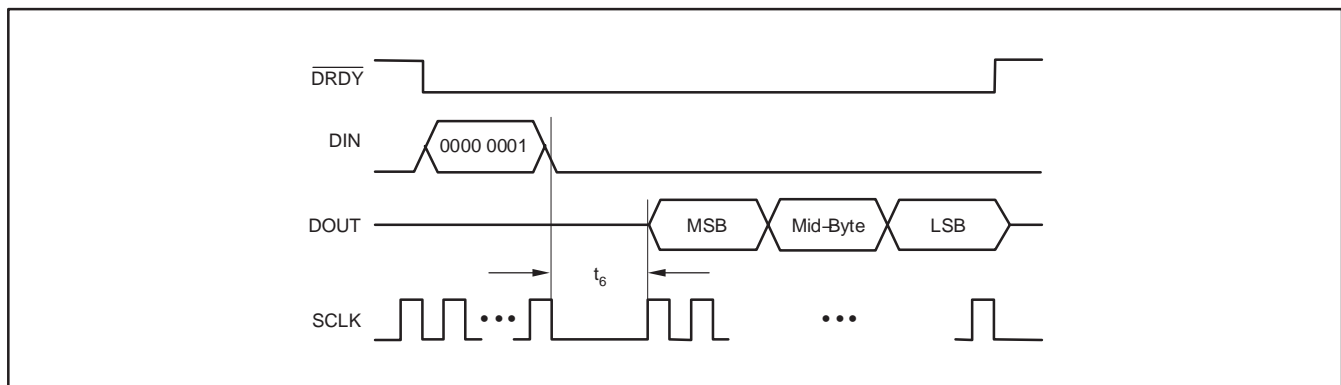 DRDY
DIN 0000 0001
DOUT MSB Mid–Byte LSB
t6
SCLK